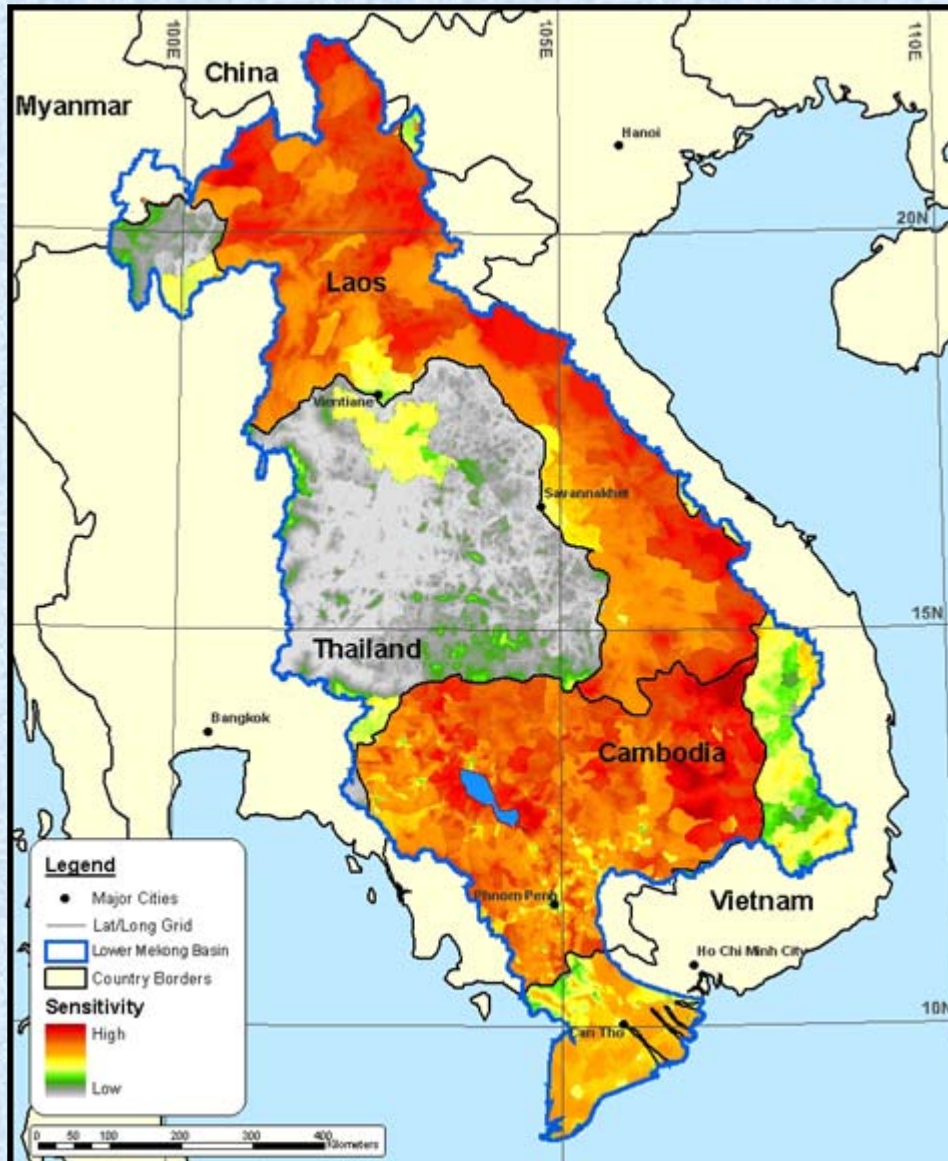 100E
105E
110E
China
Myanmar
Hanoi
20N
Laos
Vientiane
Savannakhet
15N
Thailand
Bangkok
Cambodia
Phnom Peng
Vietnam
Ho Chi Minh City
10N
Can Tho
Legend
Major Cities
Lat/Long Grid
Lower Mekong Basin
Country Borders
Sensitivity
High
Low
0 50 100 200 300 400
Kilometers